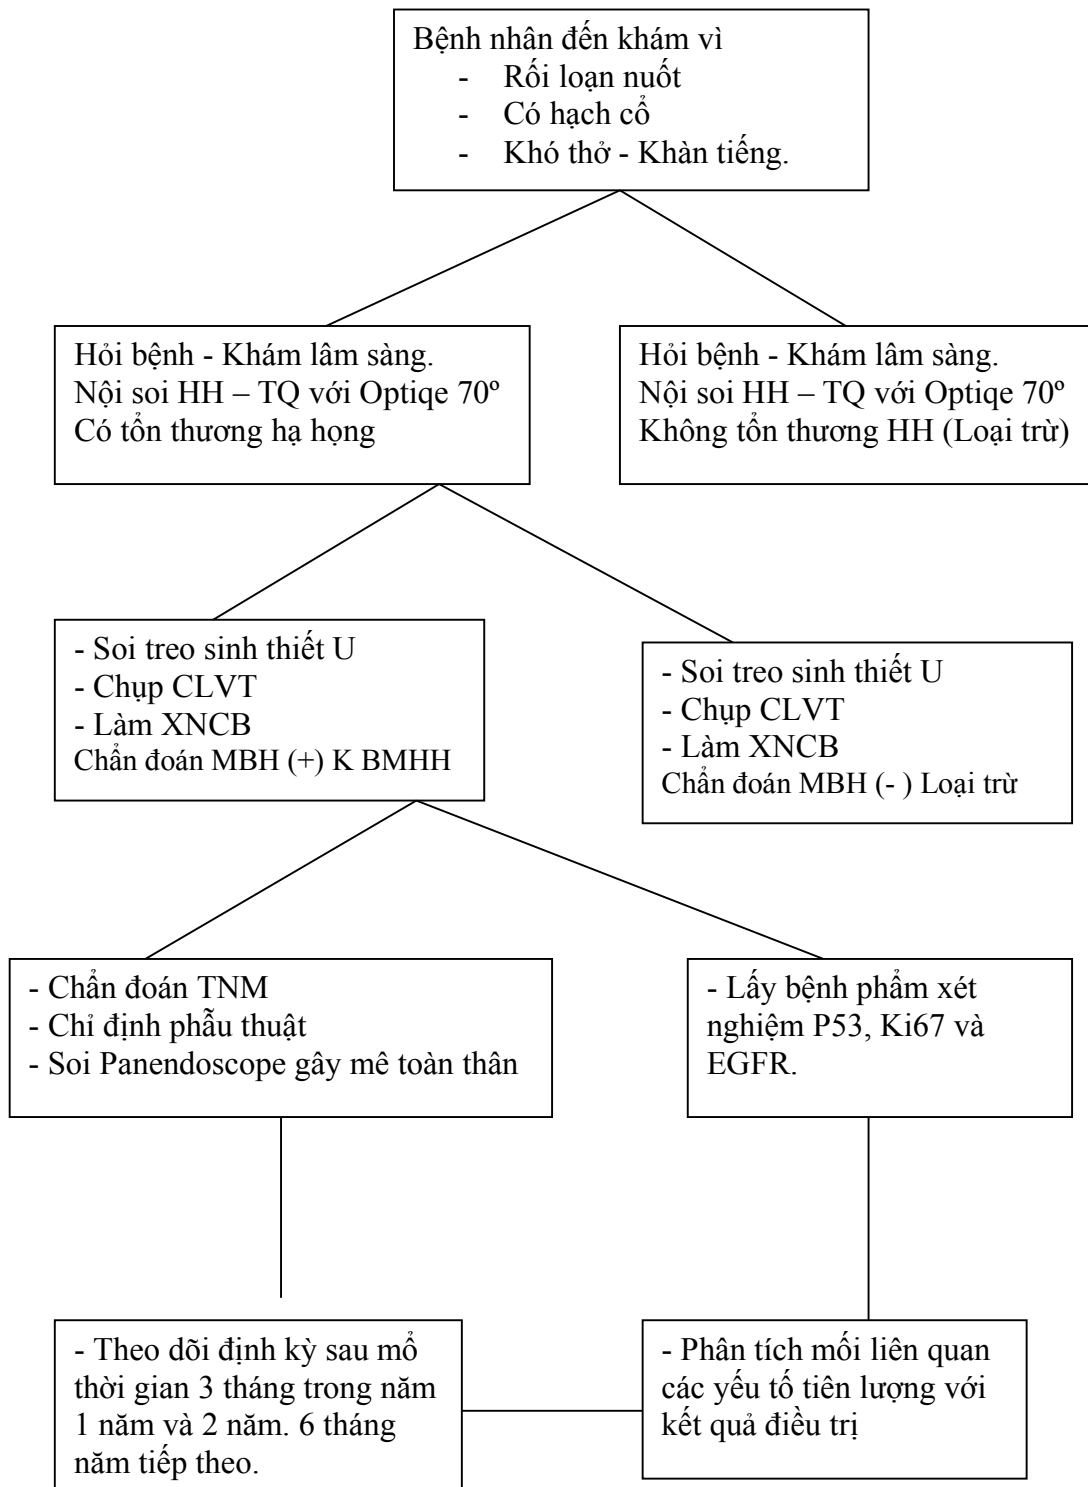 Bệnh nhân đến khám vì
- Rối loạn nuốt
- Có hạch cổ
- Khó thở - Khàn tiếng.
Hỏi bệnh - Khám lâm sàng.
Nội soi HH – TQ với Optiqe 70º
Có tổn thương hạ họng
Hỏi bệnh - Khám lâm sàng.
Nội soi HH – TQ với Optiqe 70º
Không tổn thương HH (Loại trừ)
- Soi treo sinh thiết U
- Chụp CLVT
- Làm XNCB
Chẩn đoán MBH (+) K BMHH
- Soi treo sinh thiết U
- Chụp CLVT
- Làm XNCB
Chẩn đoán MBH (- ) Loại trừ
- Chẩn đoán TNM
- Chỉ định phẫu thuật
- Soi Panendoscope gây mê toàn thân
- Lấy bệnh phẩm xét
nghiệm P53, Ki67 và
EGFR.
- Theo dõi định kỳ sau mổ
thời gian 3 tháng trong năm
1 năm và 2 năm. 6 tháng
năm tiếp theo.
- Phân tích mối liên quan
các yếu tố tiên lượng với
kết quả điều trị